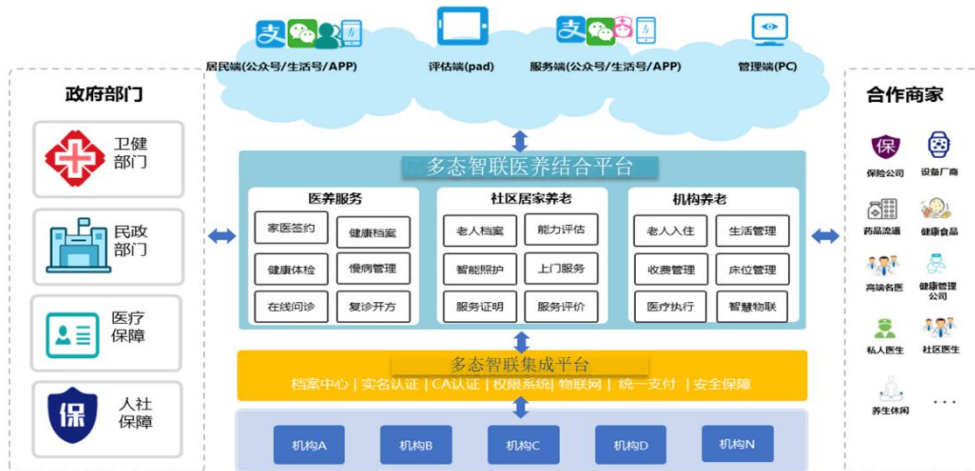 居民端(公众号/生活号/APP)
评估端(pad)
服务端(公众号/生活号/APP)
管理端(PC)
政府部门
卫健
部门
民政
部门
医疗
保障
保
人社
保障
多态智联医养结合平台
医养服务
家医签约
健康档案
健康体检
慢病管理
在线问诊
复诊开方
社区居家养老
老人档案
能力评估
智能照护
上门服务
服务证明
服务评价
机构养老
老人入住
生活管理
收费管理
床位管理
医疗执行
智慧物联
多态智联集成平台
档案中心 | 实名认证 | CA认证 | 权限系统| 物联网 | 统一支付 | 安全保障
机构A
机构B
机构C
机构D
机构N
合作商家
保
保险公司
设备厂商
药品流通
健康食品
高端名医
健康管理
公司
私人医生
社区医生
养生休闲
...